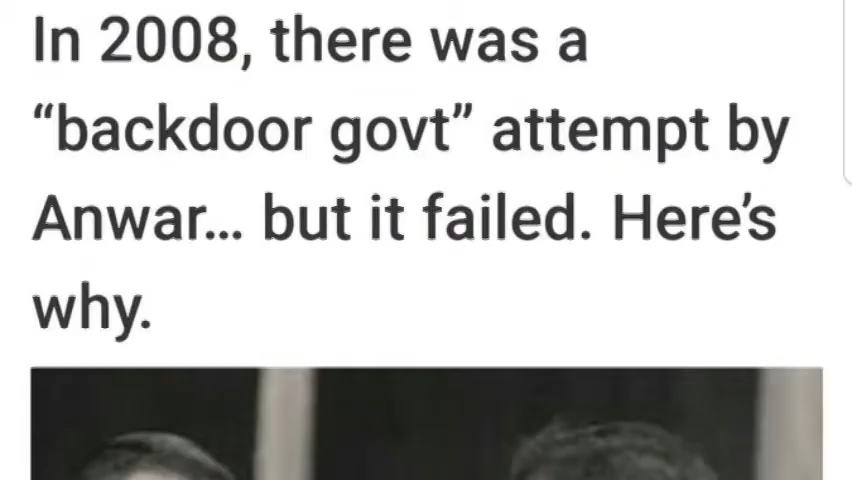 In 2008, there was a
“backdoor govt” attempt by
Anwar... but it failed. Here’s
why.